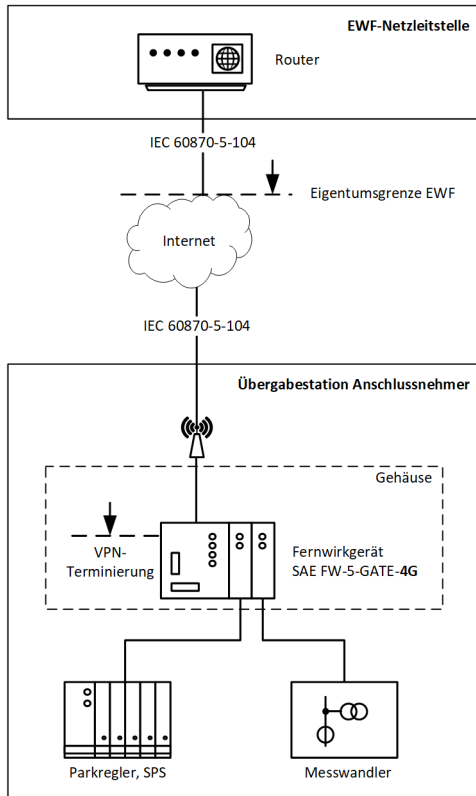 EWF-Netzleitstelle
Router
IEC 60870-5-104
Eigentumsgrenze EWF
Internet
IEC 60870-5-104
Übergabestation Anschlussnehmer
Gehäuse
VPN-
Terminierung
Fernwirkgerät
SAE FW-5-GATE-4G
Parkregler, SPS
Messwandler